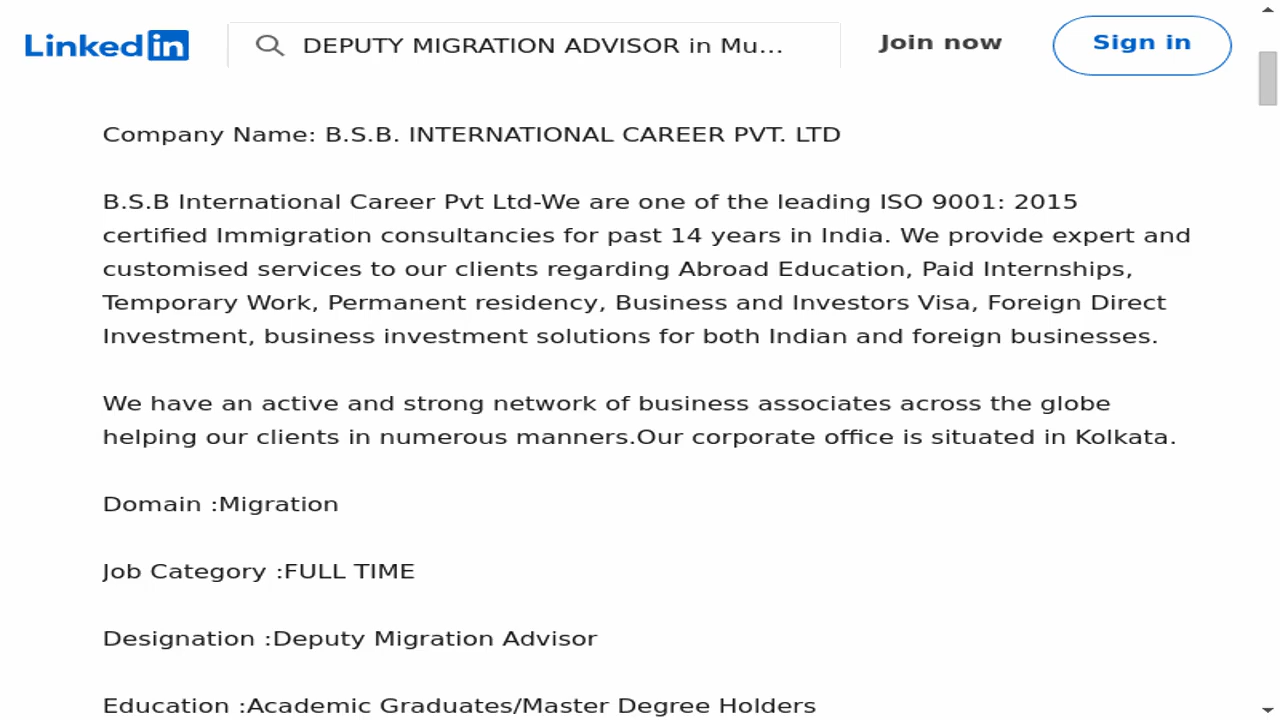 Linked in
DEPUTY MIGRATION ADVISOR in Mu...
Join now
Sign in
Company Name: B.S.B. INTERNATIONAL CAREER PVT. LTD
B.S.B International Career Pvt Ltd-We are one of the leading ISO 9001: 2015
certified Immigration consultancies for past 14 years in India. We provide expert and
customised services to our clients regarding Abroad Education, Paid Internships,
Temporary Work, Permanent residency, Business and Investors Visa, Foreign Direct
Investment, business investment solutions for both Indian and foreign businesses.
We have an active and strong network of business associates across the globe
helping our clients in numerous manners.Our corporate office is situated in Kolkata.
Domain :Migration
Job Category :FULL TIME
Designation :Deputy Migration Advisor
Education :Academic Graduates/Master Degree Holders